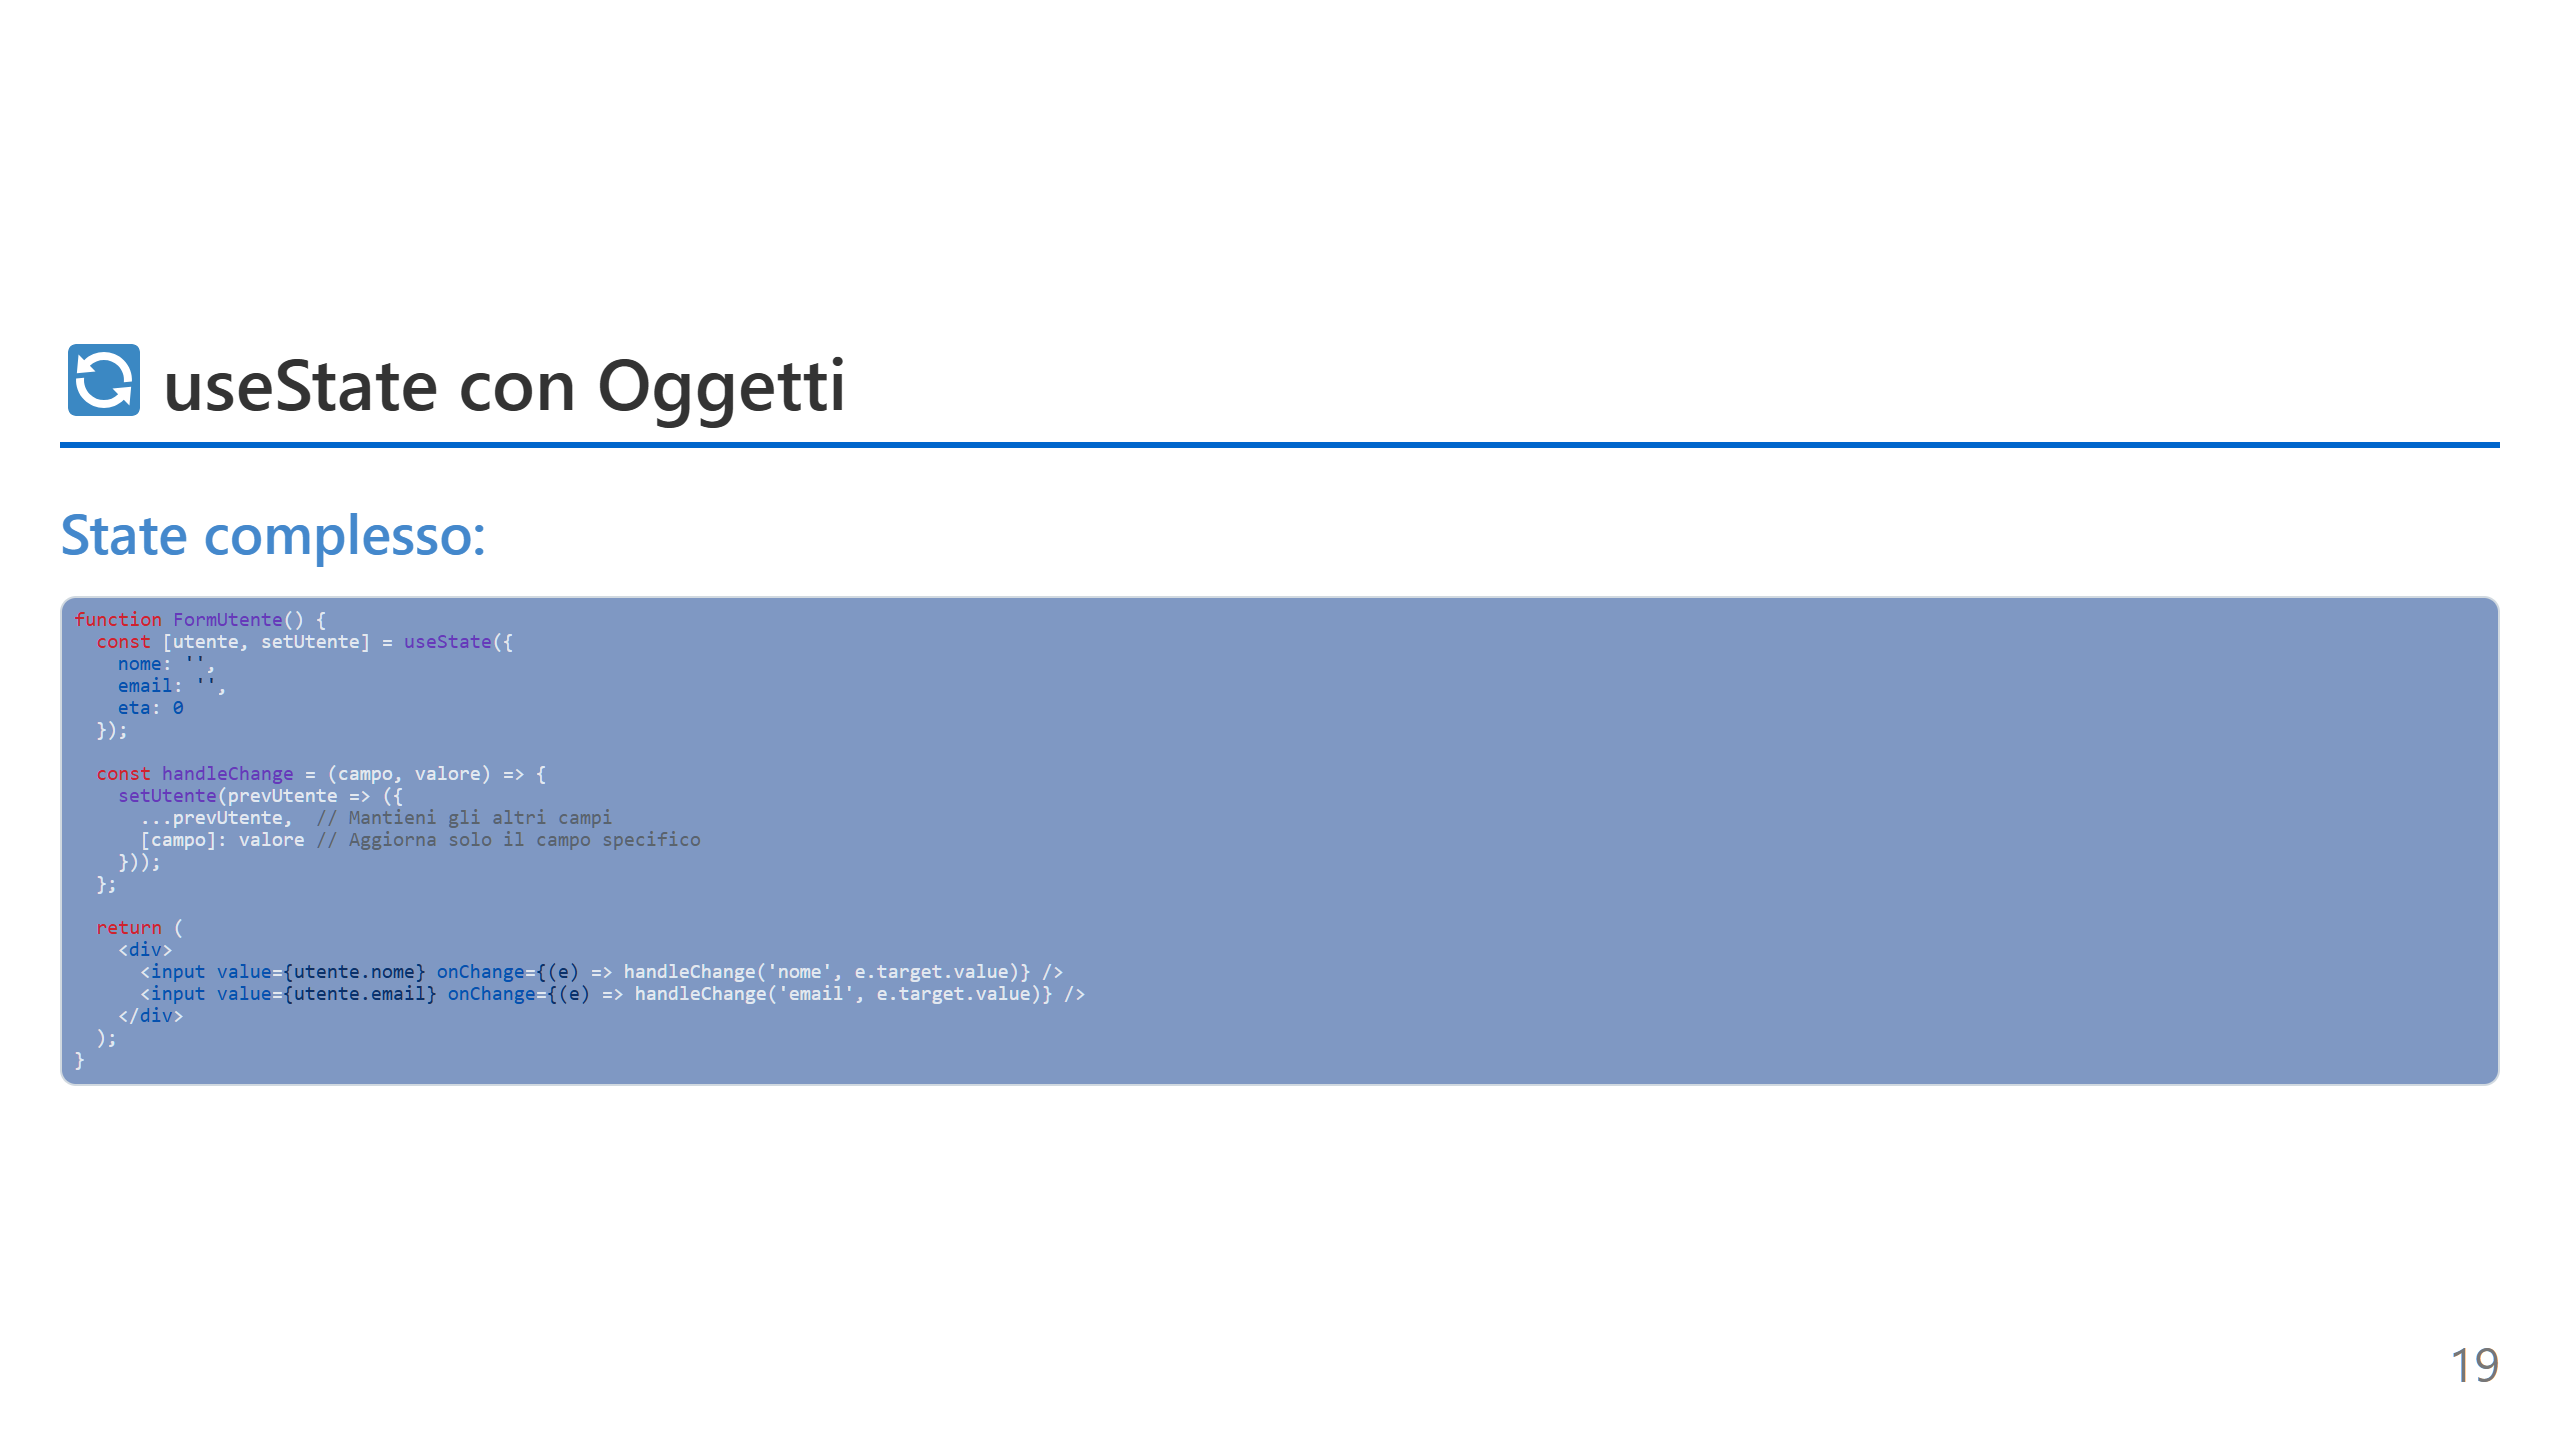 useState con Oggetti
State complesso:
function FormUtente() {
  const [utente, setUtente] = useState({
    nome: '',
    email: '',
    eta: 0
  });

  const handleChange = (campo, valore) => {
    setUtente(prevUtente => ({
      ...prevUtente,  // Mantieni gli altri campi
      [campo]: valore // Aggiorna solo il campo specifico
    }));
  };

  return (
    <div>
      <input value={utente.nome} onChange={(e) => handleChange('nome', e.target.value)} />
      <input value={utente.email} onChange={(e) => handleChange('email', e.target.value)} />
    </div>
  );
}
19